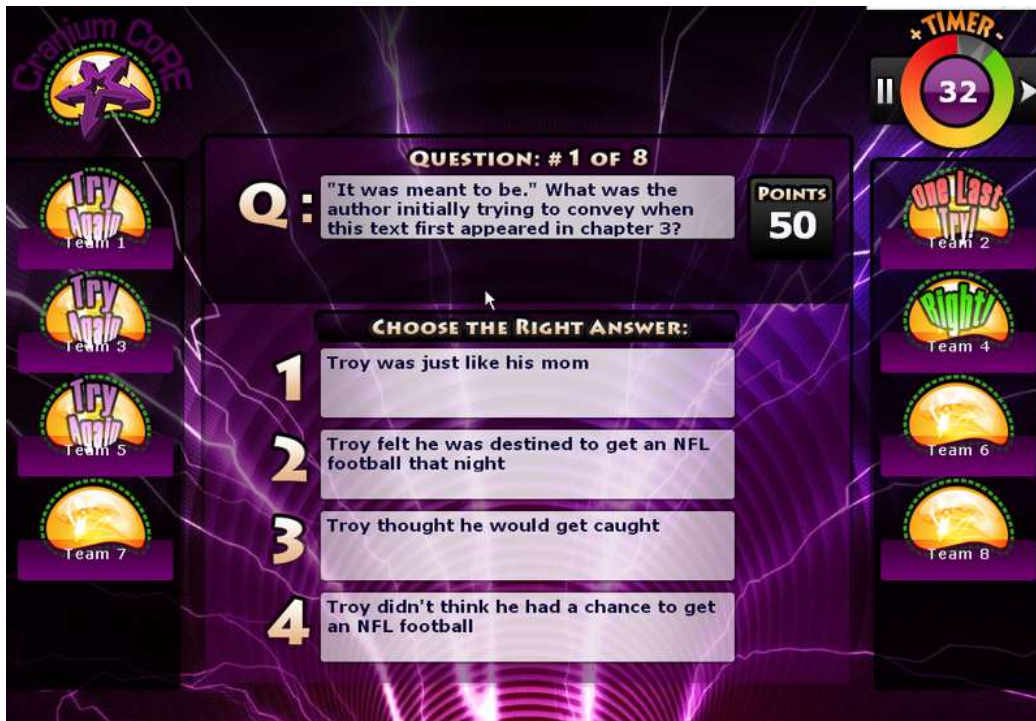 Cranium CoRE
+ TIMER -
32
QUESTION: # 1 OF 8
Q:
"It was meant to be." What was the
author initially trying to convey when
this text first appeared in chapter 3?
POINTS
50
Try
Again
Team 1
One Last
Try!
Team 2
Try
Again
Team 3
Right!
Team 4
Try
Again
Team 5
Team 6
Team 7
Team 8
CHOOSE THE RIGHT ANSWER:
1
Troy was just like his mom
2
Troy felt he was destined to get an NFL
football that night
3
Troy thought he would get caught
4
Troy didn't think he had a chance to get
an NFL football